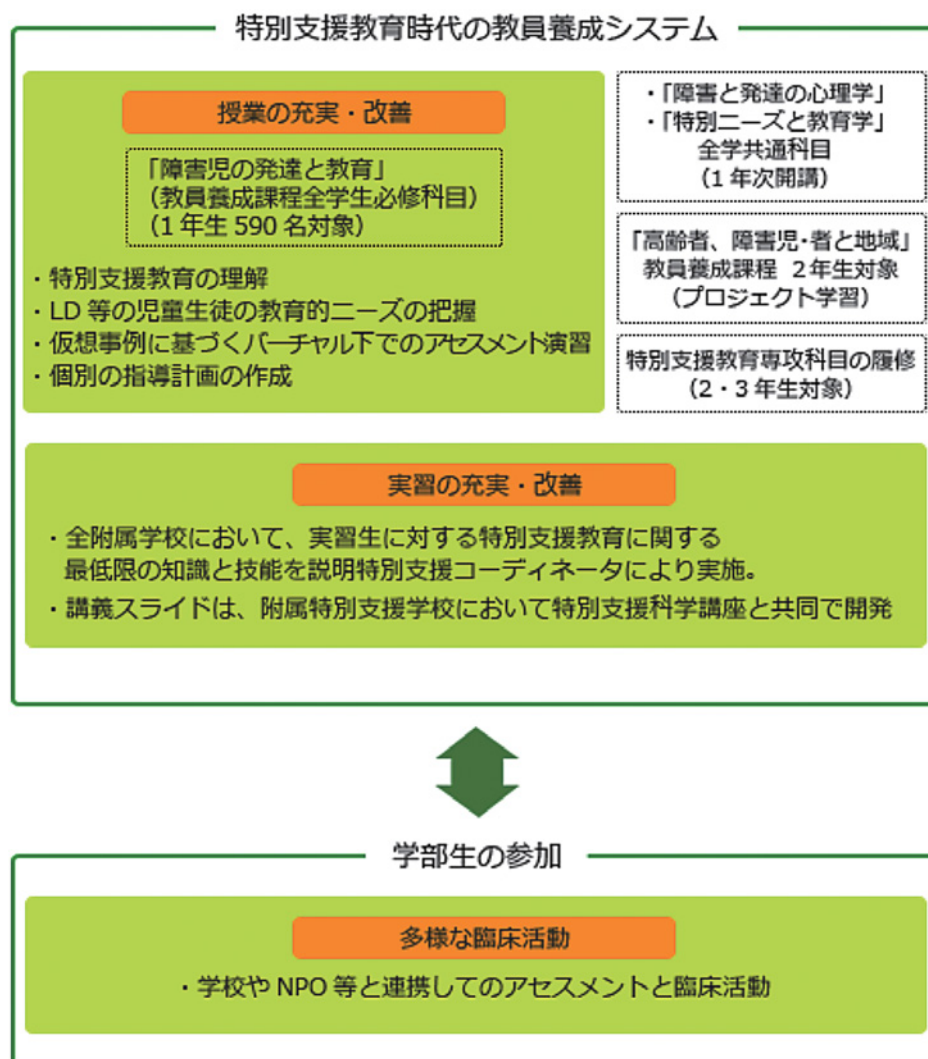 特別支援教育時代の教員養成システム
授業の充実・改善
「障害児の発達と教育」
(教員養成課程全学生必修科目)
(1年生 590 名対象)
・特別支援教育の理解
・LD 等の児童生徒の教育的ニーズの把握
・仮想事例に基づくバーチャル下でのアセスメント演習
・個別の指導計画の作成
・「障害と発達の心理学」
・「特別ニーズと教育学」
全学共通科目
(1年次開講)
「高齢者、障害児・者と地域」
教員養成課程 2年生対象
(プロジェクト学習)
特別支援教育専攻科目の履修
(2・3年生対象)
実習の充実・改善
・全附属学校において、実習生に対する特別支援教育に関する
最低限の知識と技能を説明特別支援コーディネータにより実施。
・講義スライドは、附属特別支援学校において特別支援科学講座と共同で開発
学部生の参加
多様な臨床活動
・学校や NPO 等と連携してのアセスメントと臨床活動